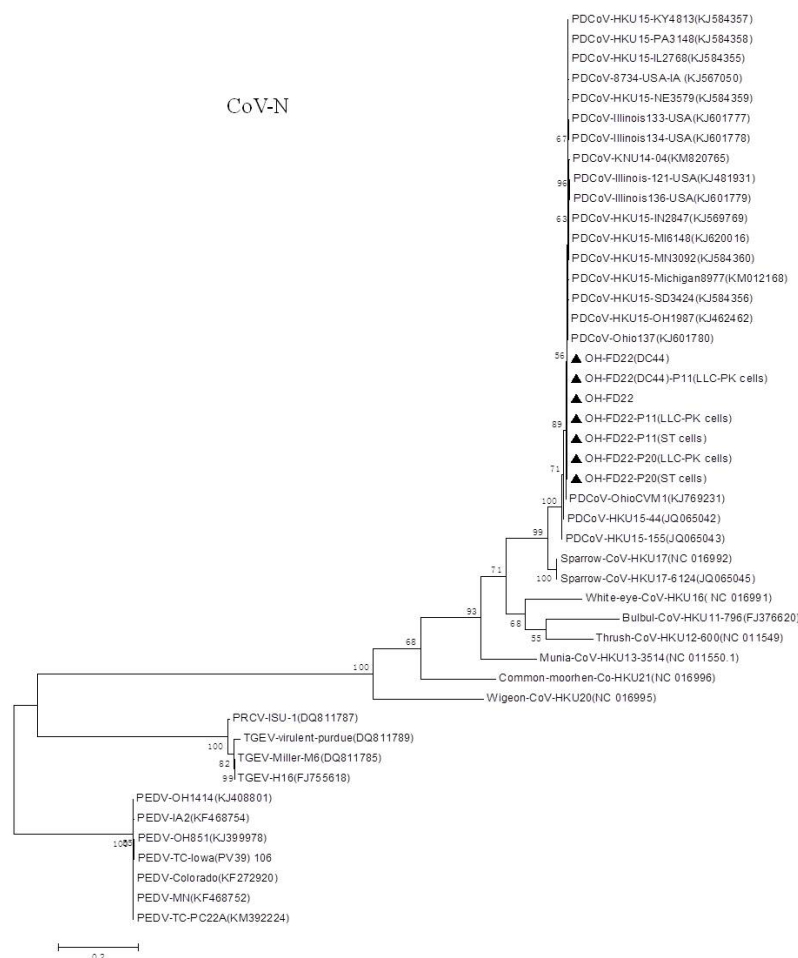 PDCoV-HKU15-KY4813(KJ584357)
PDCoV-HKU15-PA3148(KJ584358)
PDCoV-HKU15-IL2768(KJ584355)
PDCoV-8734-USA-IA (KJ567050)
CoV-N
PDCoV-HKU15-NE3579(KJ584359)
PDCoV-Illinois133-USA(KJ601777)
67
PDCoV-Illinois134-USA(KJ601778)
PDCoV-KNU14-04(KM820765)
96
PDCoV-Illinois-121-USA(KJ481931)
PDCoV-Illinois136-USA(KJ601779)
63
PDCoV-HKU15-IN2847(KJ569769)
PDCoV-HKU15-MI6148(KJ620016)
PDCoV-HKU15-MN3092(KJ584360)
PDCoV-HKU15-Michigan8977(KM012168)
PDCoV-HKU15-SD3424(KJ584356)
PDCoV-HKU15-OH1987(KJ462462)
PDCoV-Ohio137(KJ601780)
56
OH-FD22(DC44)
OH-FD22(DC44)-P11(LLC-PK cells)
OH-FD22
89
OH-FD22-P11(LLC-PK cells)
OH-FD22-P11(ST cells)
OH-FD22-P20(LLC-PK cells)
71
OH-FD22-P20(ST cells)
100
PDCoV-OhioCVM1(KJ769231)
PDCoV-HKU15-44(JQ065042)
99
PDCoV-HKU15-155(JQ065043)
Sparrow-CoV-HKU17(NC 016992)
71
100
Sparrow-CoV-HKU17-6124(JQ065045)
White-eye-CoV-HKU16( NC 016991)
93
68
Bulbul-CoV-HKU11-796(FJ376620)
55
Thrush-CoV-HKU12-600(NC 011549)
68
Munia-CoV-HKU13-3514(NC 011550.1)
100
Common-moorhen-Co-HKU21(NC 016996)
Wigeon-CoV-HKU20(NC 016995)
PRCV-ISU-1(DQ811787)
100
TGEV-virulent-purdue(DQ811789)
82
TGEV-Miller-M6(DQ811785)
99
TGEV-H16(FJ755618)
PEDV-OH1414(KJ408801)
PEDV-IA2(KF468754)
PEDV-OH851(KJ399978)
PEDV-TC-Iowa(PV39) 106
PEDV-Colorado(KF272920)
PEDV-MN(KF468752)
PEDV-TC-PC22A(KM392224)
0.2